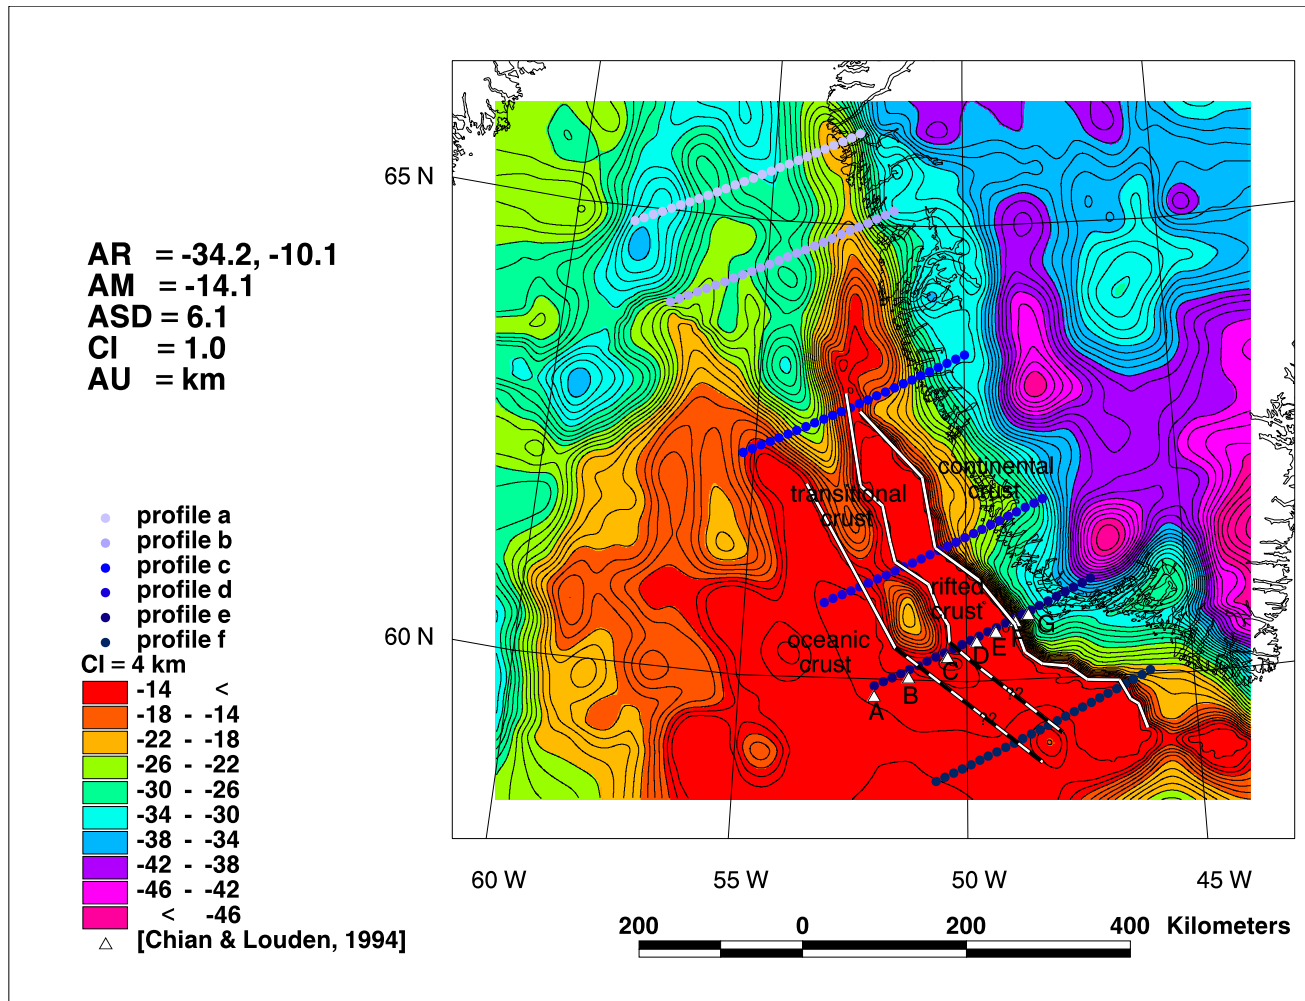 65 N
AR = -34.2, -10.1
AM = -14.1
ASD = 6.1
CI = 1.0
AU = km
continental
crust
transitional
crust
profile a
profile b
profile c
profile d
profile e
profile f
rifted
crust
oceanic
crust
60 N
A
B
C
D
E
F
G
?
?
CI = 4 km
-14 <
-18 - -14
-22 - -18
-26 - -22
-30 - -26
-34 - -30
-38 - -34
-42 - -38
-46 - -42
< -46
[Chian & Louden, 1994]
60 W
55 W
50 W
45 W
200
0
200
400
Kilometers